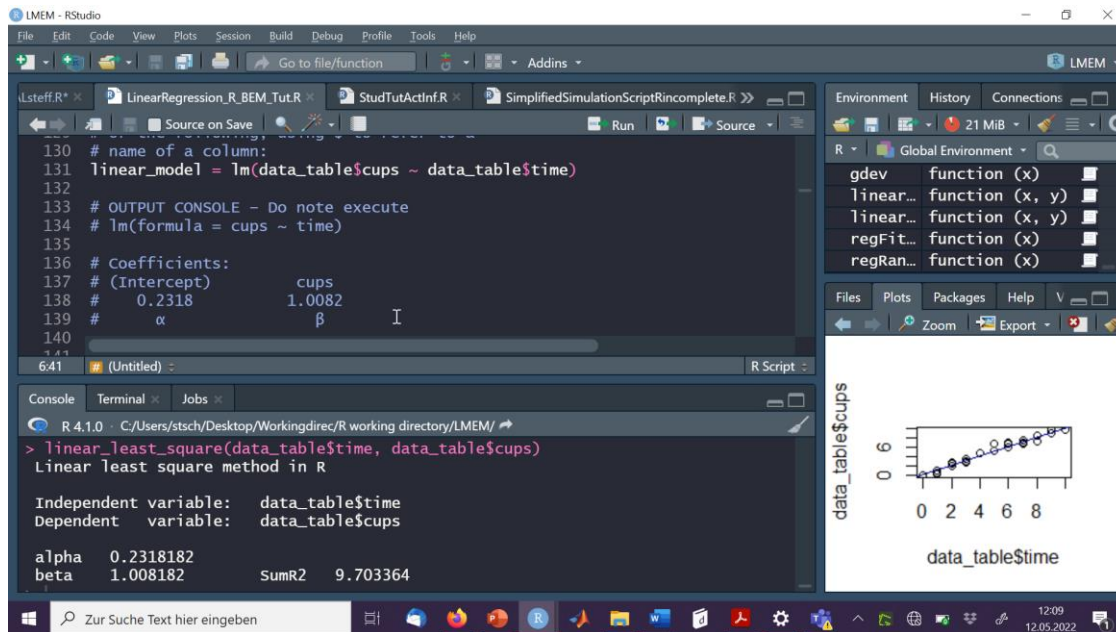 LMEM - RStudio
File Edit Code View Plots Session Build Debug Profile Tools Help
Go to file/function Addins LMEM
ALsteff.R* LinearRegression_R_BEM_Tut.R StudTutActInf.R SimplifiedSimulationScriptRincomplete.R
Source on Save Run Source
130 # name of a column:
131 linear_model = lm(data_table$cups ~ data_table$time)
132
133 # OUTPUT CONSOLE – Do note execute
134 # lm(formula = cups ~ time)
135
136 # Coefficients:
137 # (Intercept) cups
138 # 0.2318 1.0082
139 # α β
140
141
6:41 # (Untitled) R Script
Console Terminal Jobs
R 4.1.0 · C:/Users/stsch/Desktop/Workingdirec/R working directory/LMEM/
> linear_least_square(data_table$time, data_table$cups)
Linear least square method in R
Independent variable: data_table$time
Dependent variable: data_table$cups
alpha 0.2318182
beta 1.008182 SumR2 9.703364
Environment History Connections
21 MiB
R Global Environment
gdev function (x)
linear… function (x, y)
linear… function (x, y)
regFit… function (x)
regRan… function (x)
Files Plots Packages Help V
Zoom Export
data_table$cups
0 6
0 2 4 6 8
data_table$time
Zur Suche Text hier eingeben
12:09
12.05.2022